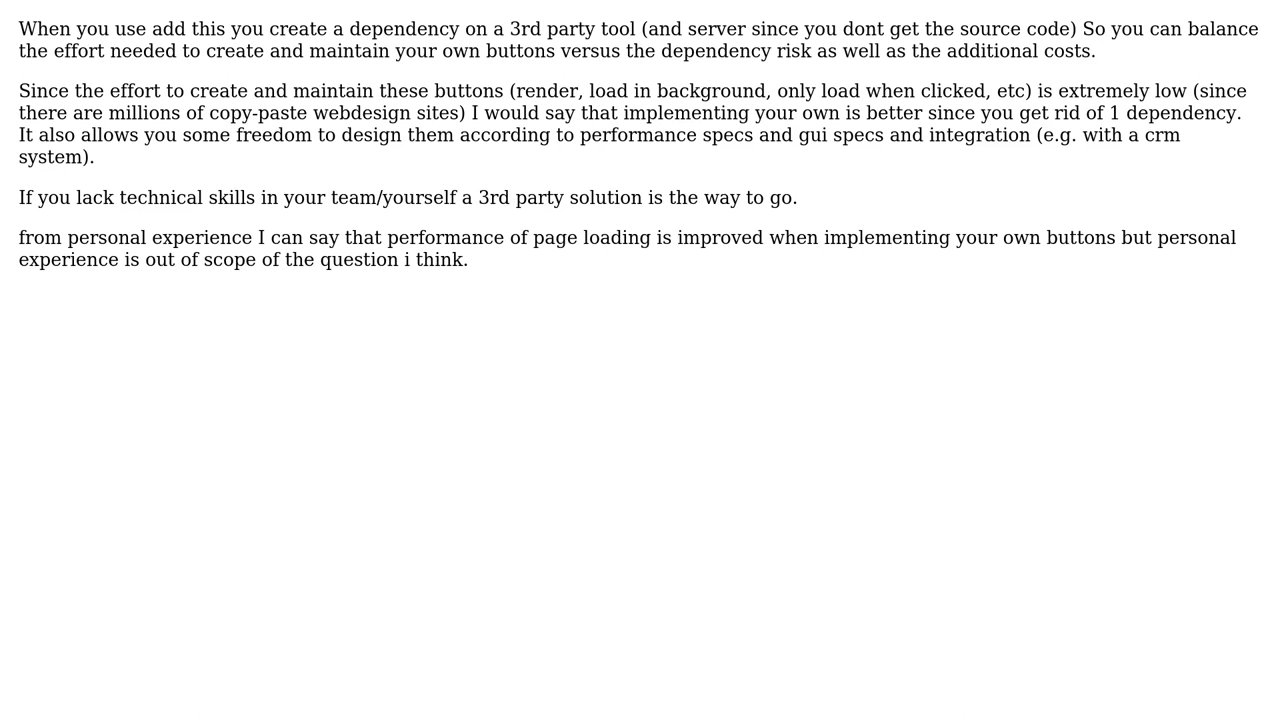 When you use add this you create a dependency on a 3rd party tool (and server since you dont get the source code) So you can balance
the effort needed to create and maintain your own buttons versus the dependency risk as well as the additional costs.
Since the effort to create and maintain these buttons (render, load in background, only load when clicked, etc) is extremely low (since
there are millions of copy-paste webdesign sites) I would say that implementing your own is better since you get rid of 1 dependency.
It also allows you some freedom to design them according to performance specs and gui specs and integration (e.g. with a crm
system).
If you lack technical skills in your team/yourself a 3rd party solution is the way to go.
from personal experience I can say that performance of page loading is improved when implementing your own buttons but personal
experience is out of scope of the question i think.